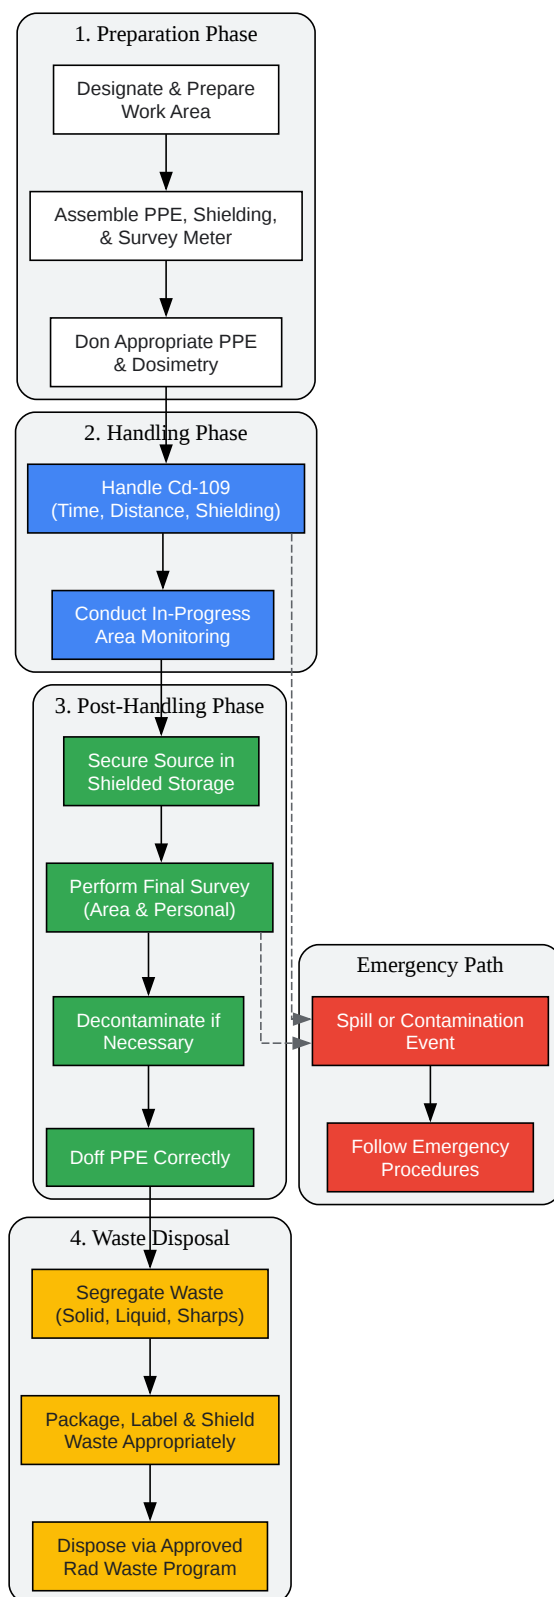 1. Preparation Phase
Designate & Prepare
Work Area
Assemble PPE, Shielding,
& Survey Meter
Don Appropriate PPE
& Dosimetry
2. Handling Phase
Handle Cd-109
(Time, Distance, Shielding)
Conduct In-Progress
Area Monitoring
3. Post-Handling Phase
Secure Source in
Shielded Storage
Perform Final Survey
(Area & Personal)
Decontaminate if
Necessary
Doff PPE Correctly
Emergency Path
Spill or Contamination
Event
Follow Emergency
Procedures
4. Waste Disposal
Segregate Waste
(Solid, Liquid, Sharps)
Package, Label & Shield
Waste Appropriately
Dispose via Approved
Rad Waste Program